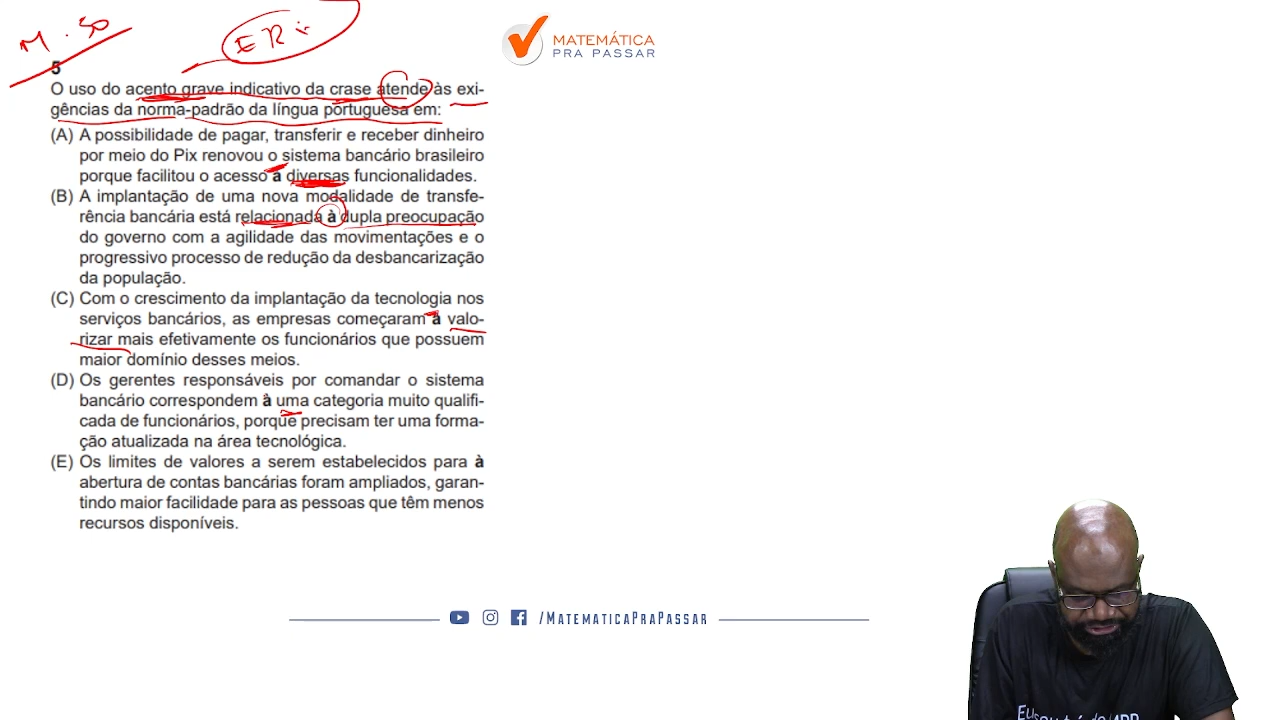 M. SO
ER
MATEMÁTICA
PRA PASSAR
5
O uso do acento grave indicativo da crase atende às exi-
gências da norma-padrão da língua portuguesa em:
(A) A possibilidade de pagar, transferir e receber dinheiro
por meio do Pix renovou o sistema bancário brasileiro
porque facilitou o acesso à diversas funcionalidades.
(B) A implantação de uma nova modalidade de transfe-
rência bancária está relacionada à dupla preocupação
do governo com a agilidade das movimentações e o
progressivo processo de redução da desbancarização
da população.
(C) Com o crescimento da implantação da tecnologia nos
serviços bancários, as empresas começaram à valo-
rizar mais efetivamente os funcionários que possuem
maior domínio desses meios.
(D) Os gerentes responsáveis por comandar o sistema
bancário correspondem à uma categoria muito qualifi-
cada de funcionários, porque precisam ter uma forma-
ção atualizada na área tecnológica.
(E) Os limites de valores a serem estabelecidos para à
abertura de contas bancárias foram ampliados, garan-
tindo maior facilidade para as pessoas que têm menos
recursos disponíveis.
/MATEMATICAPRAPASSAR